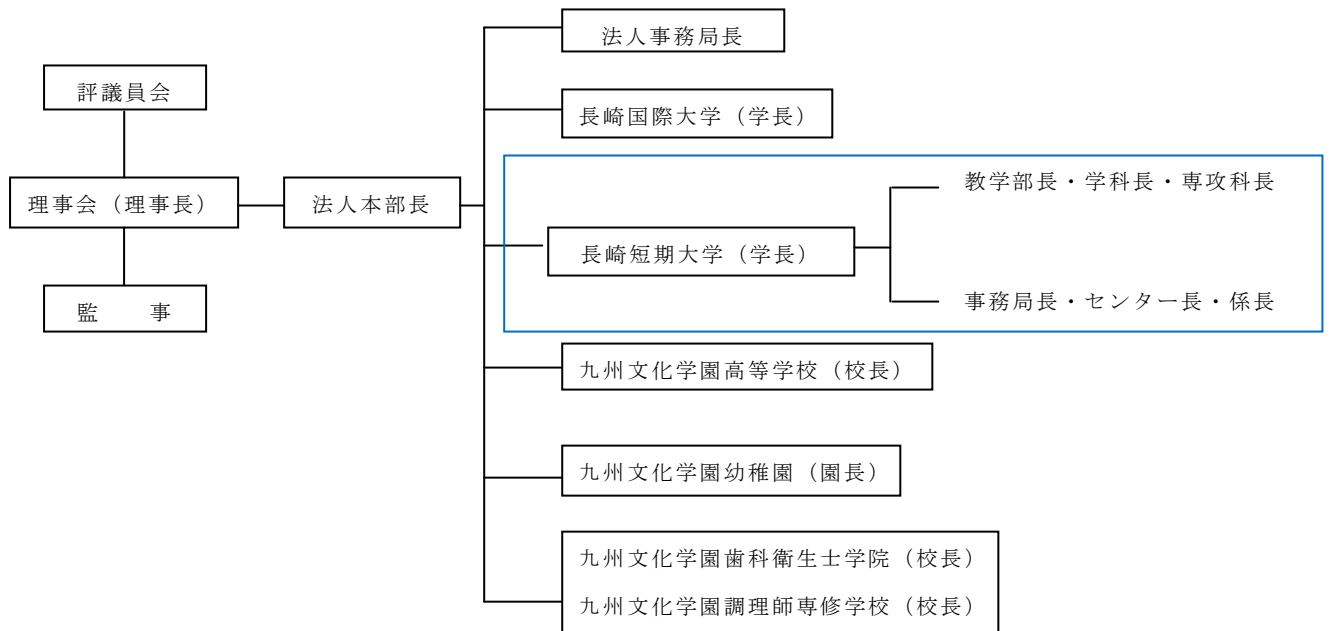 評議員会
理事会（理事長）
監　事
法人本部長
法人事務局長
長崎国際大学（学長）
長崎短期大学（学長）
教学部長・学科長・専攻科長
事務局長・センター長・係長
九州文化学園高等学校（校長）
九州文化学園幼稚園（園長）
九州文化学園歯科衛生士学院（校長）
九州文化学園調理師専修学校（校長）